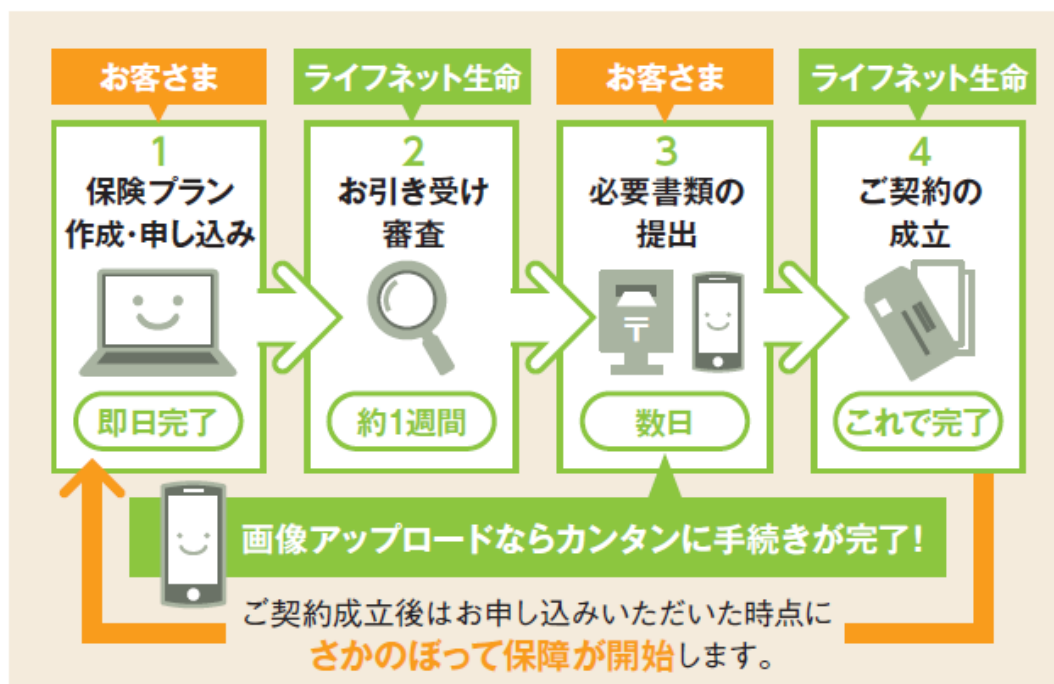 お客さま
1
保険プラン
作成・申し込み
即日完了
ライフネット生命
2
お引き受け
審査
約1週間
お客さま
3
必要書類の
提出
〒
数日
ライフネット生命
4
ご契約の
成立
これで完了
画像アップロードならカンタンに手続きが完了!
ご契約成立後はお申し込みいただいた時点に
さかのぼって保障が開始します。